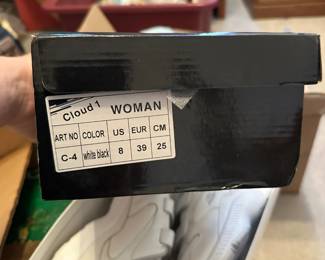 Cloud 1 WOMAN
ART NO COLOR US EUR CM
C-4 white black 8 39 25